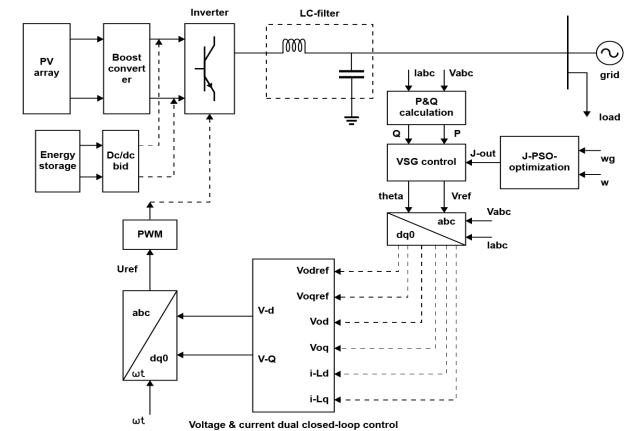 Inverter
LC-filter
PV
array
Boost
convert
er
grid
load
Iabc
Vabc
P&Q
calculation
Q
P
Energy
storage
Dc/dc
bid
VSG control
J-out
J-PSO-
optimization
wg
w
theta
Vref
PWM
abc
dq0
Vabc
Iabc
Uref
abc
dq0
ωt
ωt
V-d
V-Q
Vodref
Voqref
Vod
Voq
i-Ld
i-Lq
Voltage & current dual closed-loop control